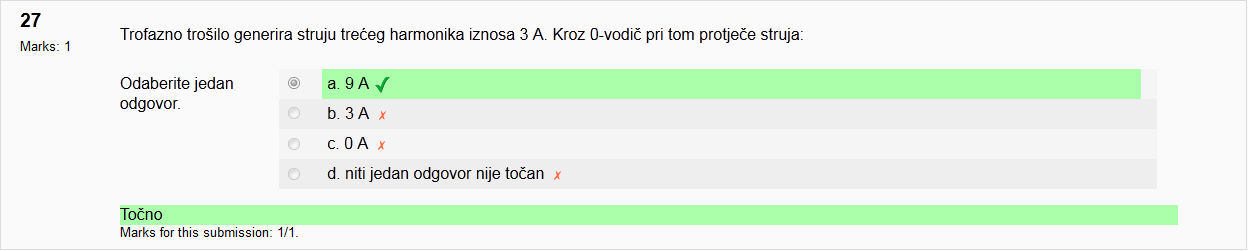 27
Marks: 1
Trofazno trošilo generira struju trećeg harmonika iznosa 3 A. Kroz 0-vodič pri tom protječe struja:
Odaberite jedan
odgovor.
a. 9 A
b. 3 A
c. 0 A
d. niti jedan odgovor nije točan
Točno
Marks for this submission: 1/1.